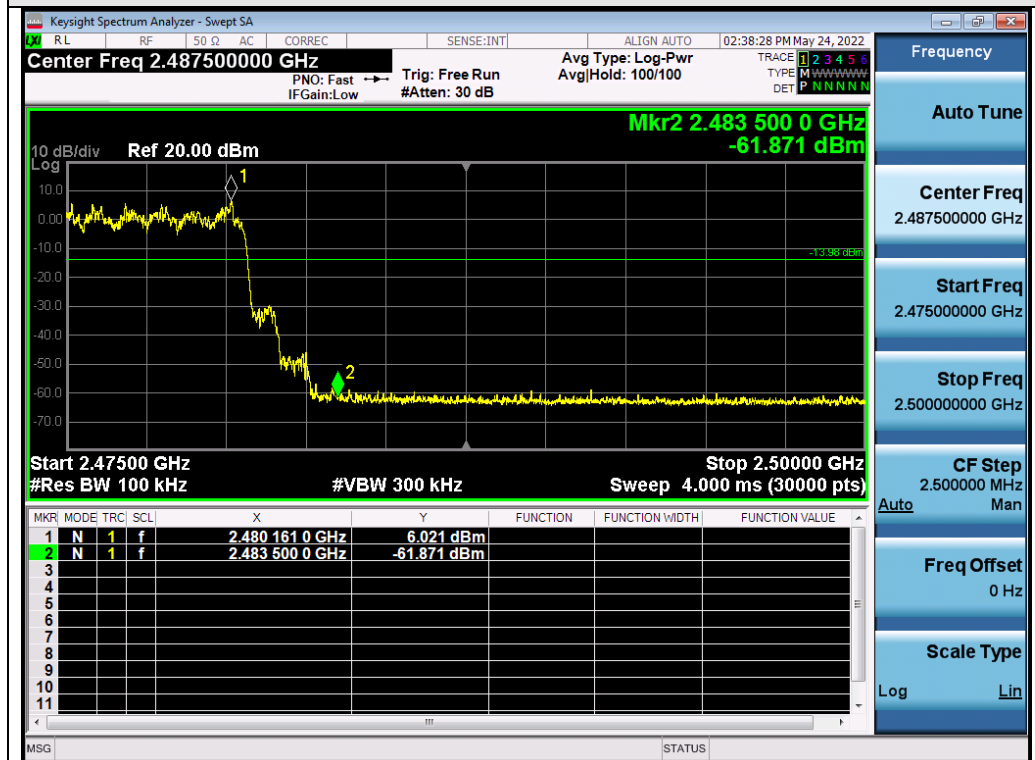 Keysight Spectrum Analyzer - Swept SA
LXI RL RF 50 Ω AC CORREC SENSE:INT ALIGN AUTO 02:38:28 PM May 24, 2022
Center Freq 2.487500000 GHz
PNO: Fast
IFGain:Low
Trig: Free Run
#Atten: 30 dB
Avg Type: Log-Pwr
Avg|Hold: 100/100
TRACE 1 2 3 4 5 6
TYPE M WWWWW
DET P N N N N N
Mkr2 2.483 500 0 GHz
-61.871 dBm
10 dB/div Ref 20.00 dBm
Log
1
10.0
0.00
-10.0
-13.98 dBm
-20.0
-30.0
-40.0
-50.0
2
-60.0
-70.0
Start 2.47500 GHz Stop 2.50000 GHz
#Res BW 100 kHz #VBW 300 kHz Sweep 4.000 ms (30000 pts)
MKR MODE TRC SCL X Y FUNCTION FUNCTION WIDTH FUNCTION VALUE
1 N 1 f 2.480 161 0 GHz 6.021 dBm
2 N 1 f 2.483 500 0 GHz -61.871 dBm
3
4
5
6
7
8
9
10
11
MSG STATUS
Frequency
Auto Tune
Center Freq
2.487500000 GHz
Start Freq
2.475000000 GHz
Stop Freq
2.500000000 GHz
CF Step
2.500000 MHz
Auto Man
Freq Offset
0 Hz
Scale Type
Log Lin